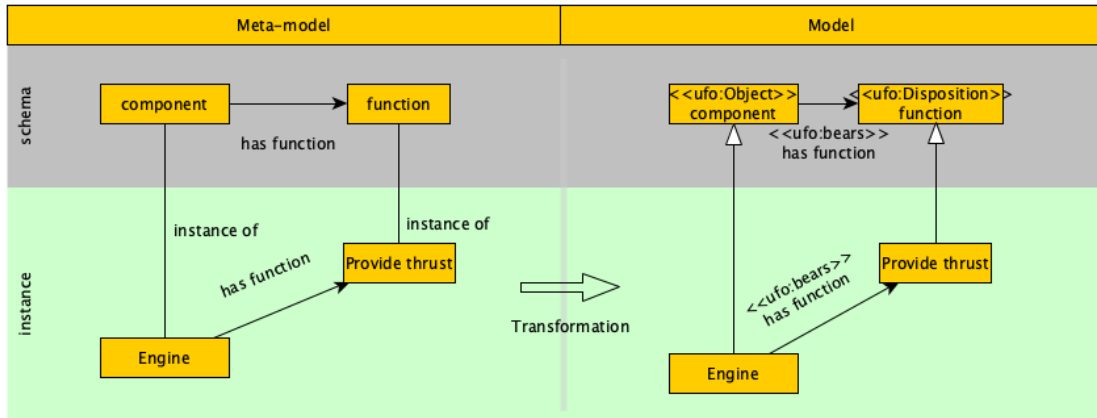 Meta-model
Model
schema
component
function
has function
<<ufo:Object>>
component
<<ufo:Disposition>>
function
<<ufo:bears>>
has function
instance
instance of
instance of
has function
Provide thrust
Engine
Transformation
<<ufo:bears>>
has function
Provide thrust
Engine